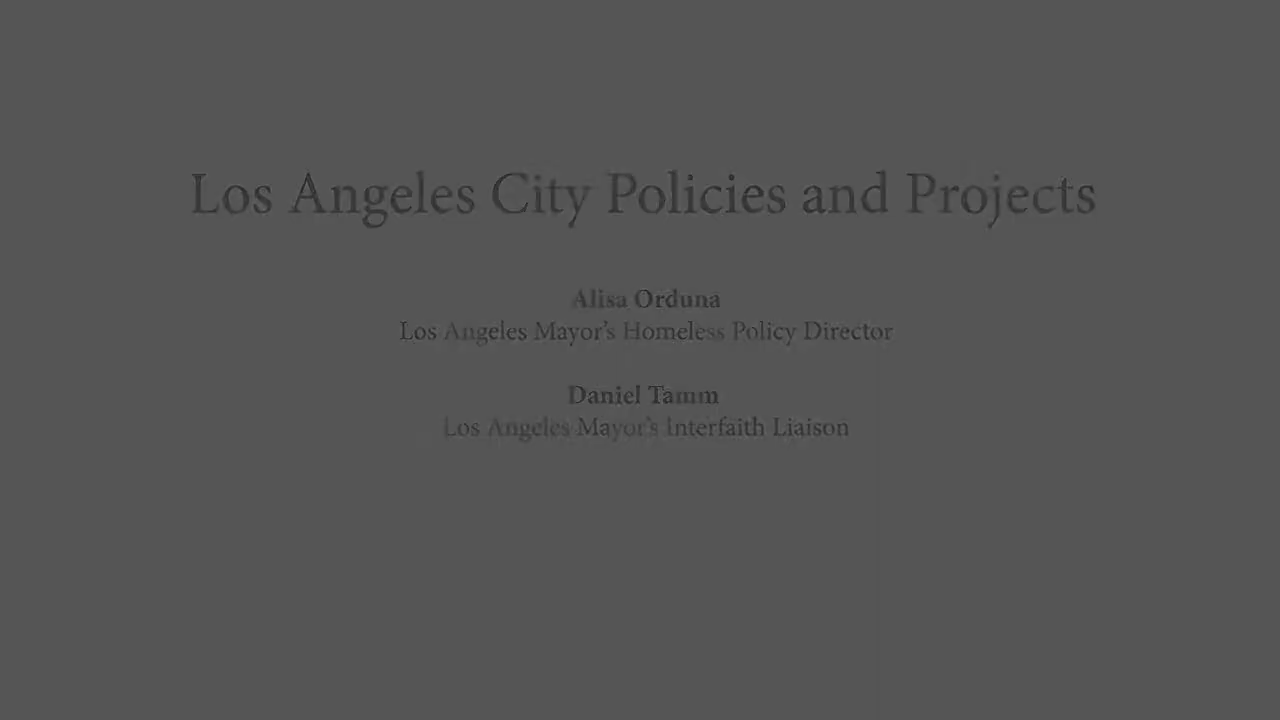 Los Angeles City Policies and Projects
Alisa Orduna
Los Angeles Mayor’s Homeless Policy Director
Daniel Tamm
Los Angeles Mayor’s Interfaith Liaison